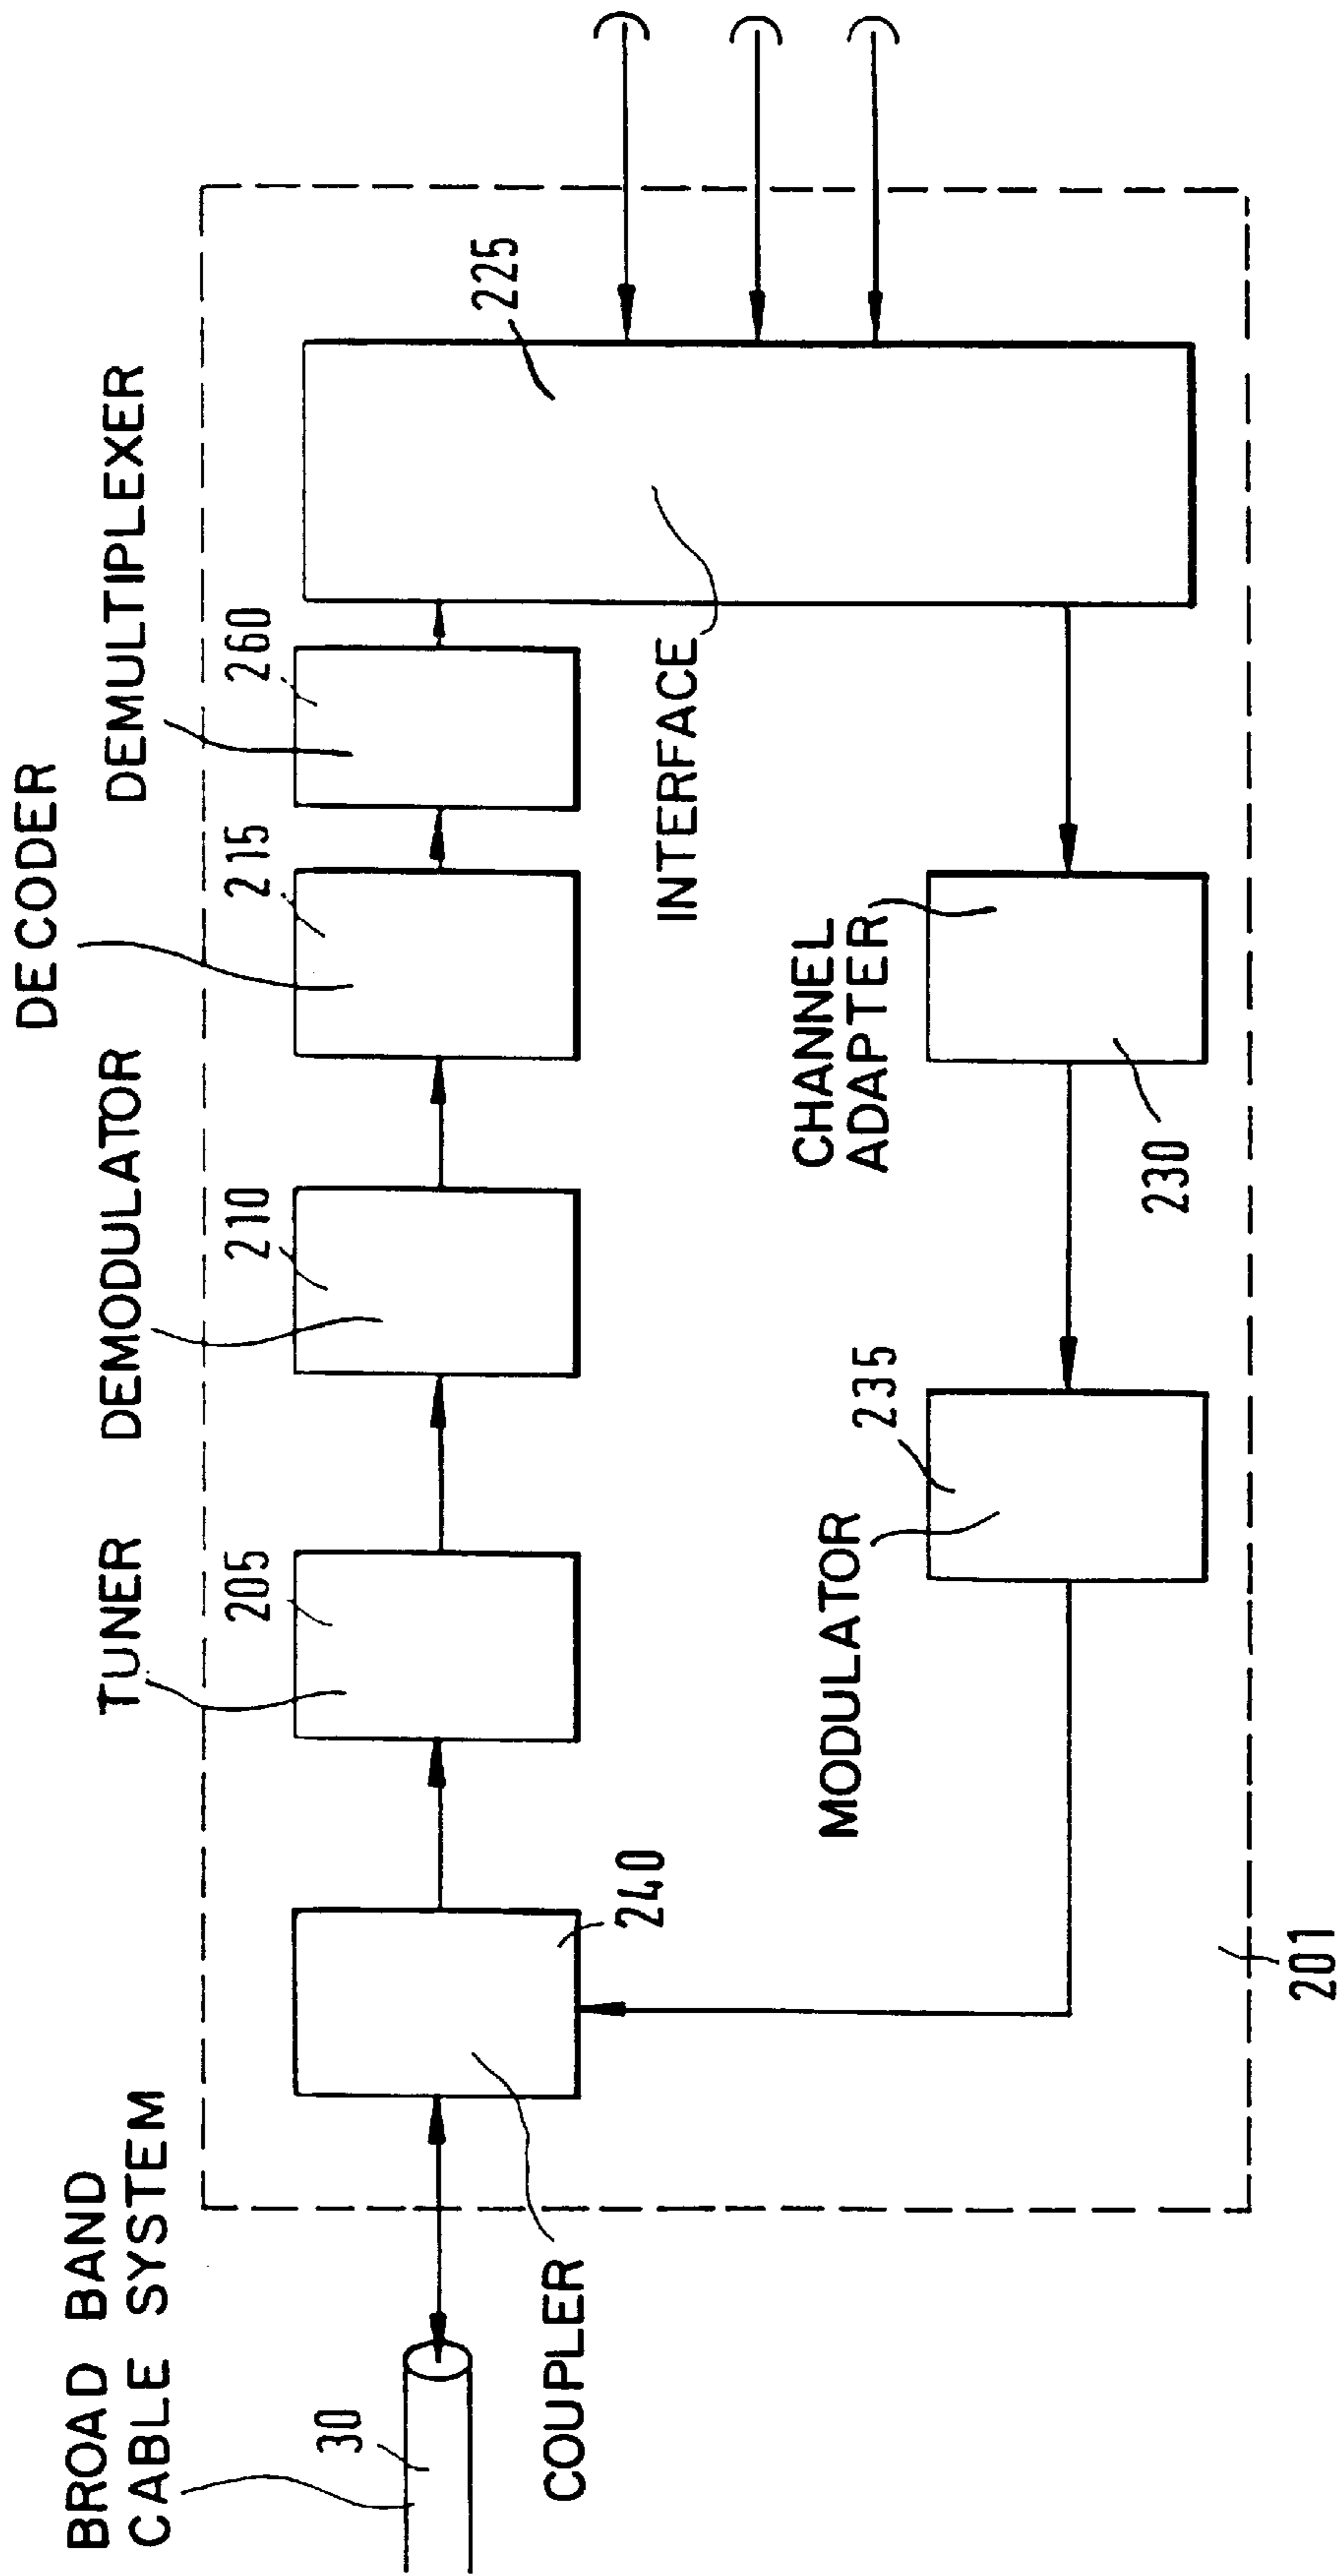 BROAD BAND
CABLE SYSTEM
30
COUPLER
240
TUNER
205
DEMODULATOR
210
DECODER
215
DEMULTIPLEXER
260
225
INTERFACE
CHANNEL
ADAPTER
230
MODULATOR
235
201